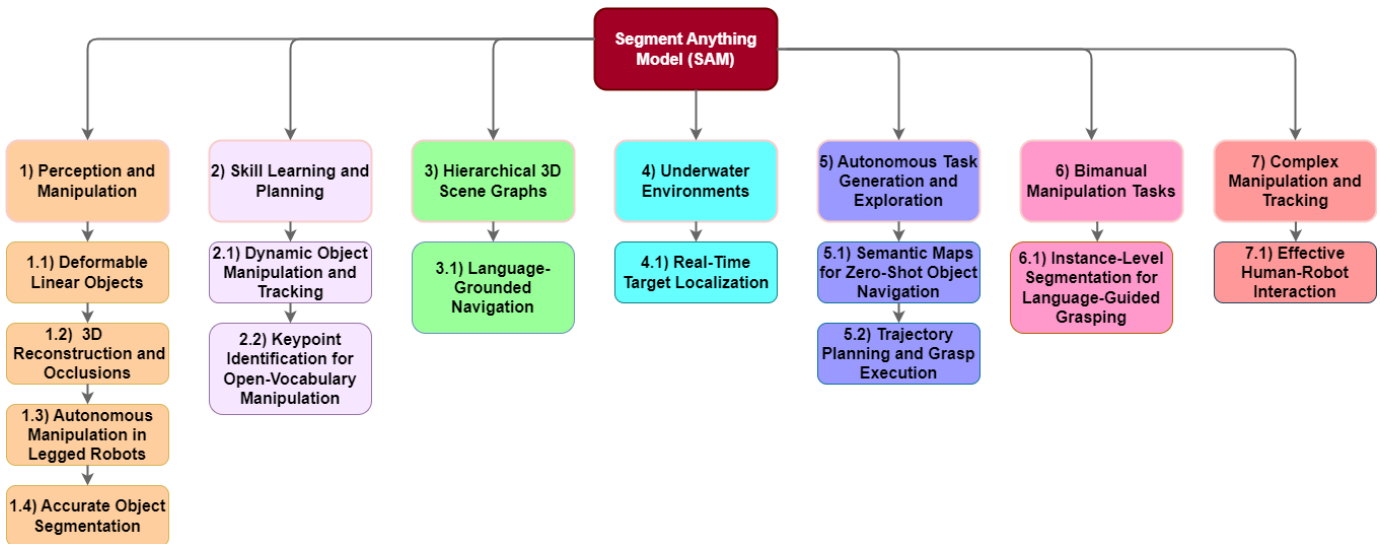 Segment Anything
Model (SAM)
1) Perception and
Manipulation
2) Skill Learning and
Planning
3) Hierarchical 3D
Scene Graphs
4) Underwater
Environments
5) Autonomous Task
Generation and
Exploration
6) Bimanual
Manipulation Tasks
7) Complex
Manipulation and
Tracking
1.1) Deformable
Linear Objects
1.2) 3D
Reconstruction and
Occlusions
1.3) Autonomous
Manipulation in
Legged Robots
1.4) Accurate Object
Segmentation
2.1) Dynamic Object
Manipulation and
Tracking
2.2) Keypoint
Identification for
Open-Vocabulary
Manipulation
3.1) Language-
Grounded
Navigation
4.1) Real-Time
Target Localization
5.1) Semantic Maps
for Zero-Shot Object
Navigation
5.2) Trajectory
Planning and Grasp
Execution
6.1) Instance-Level
Segmentation for
Language-Guided
Grasping
7.1) Effective
Human-Robot
Interaction